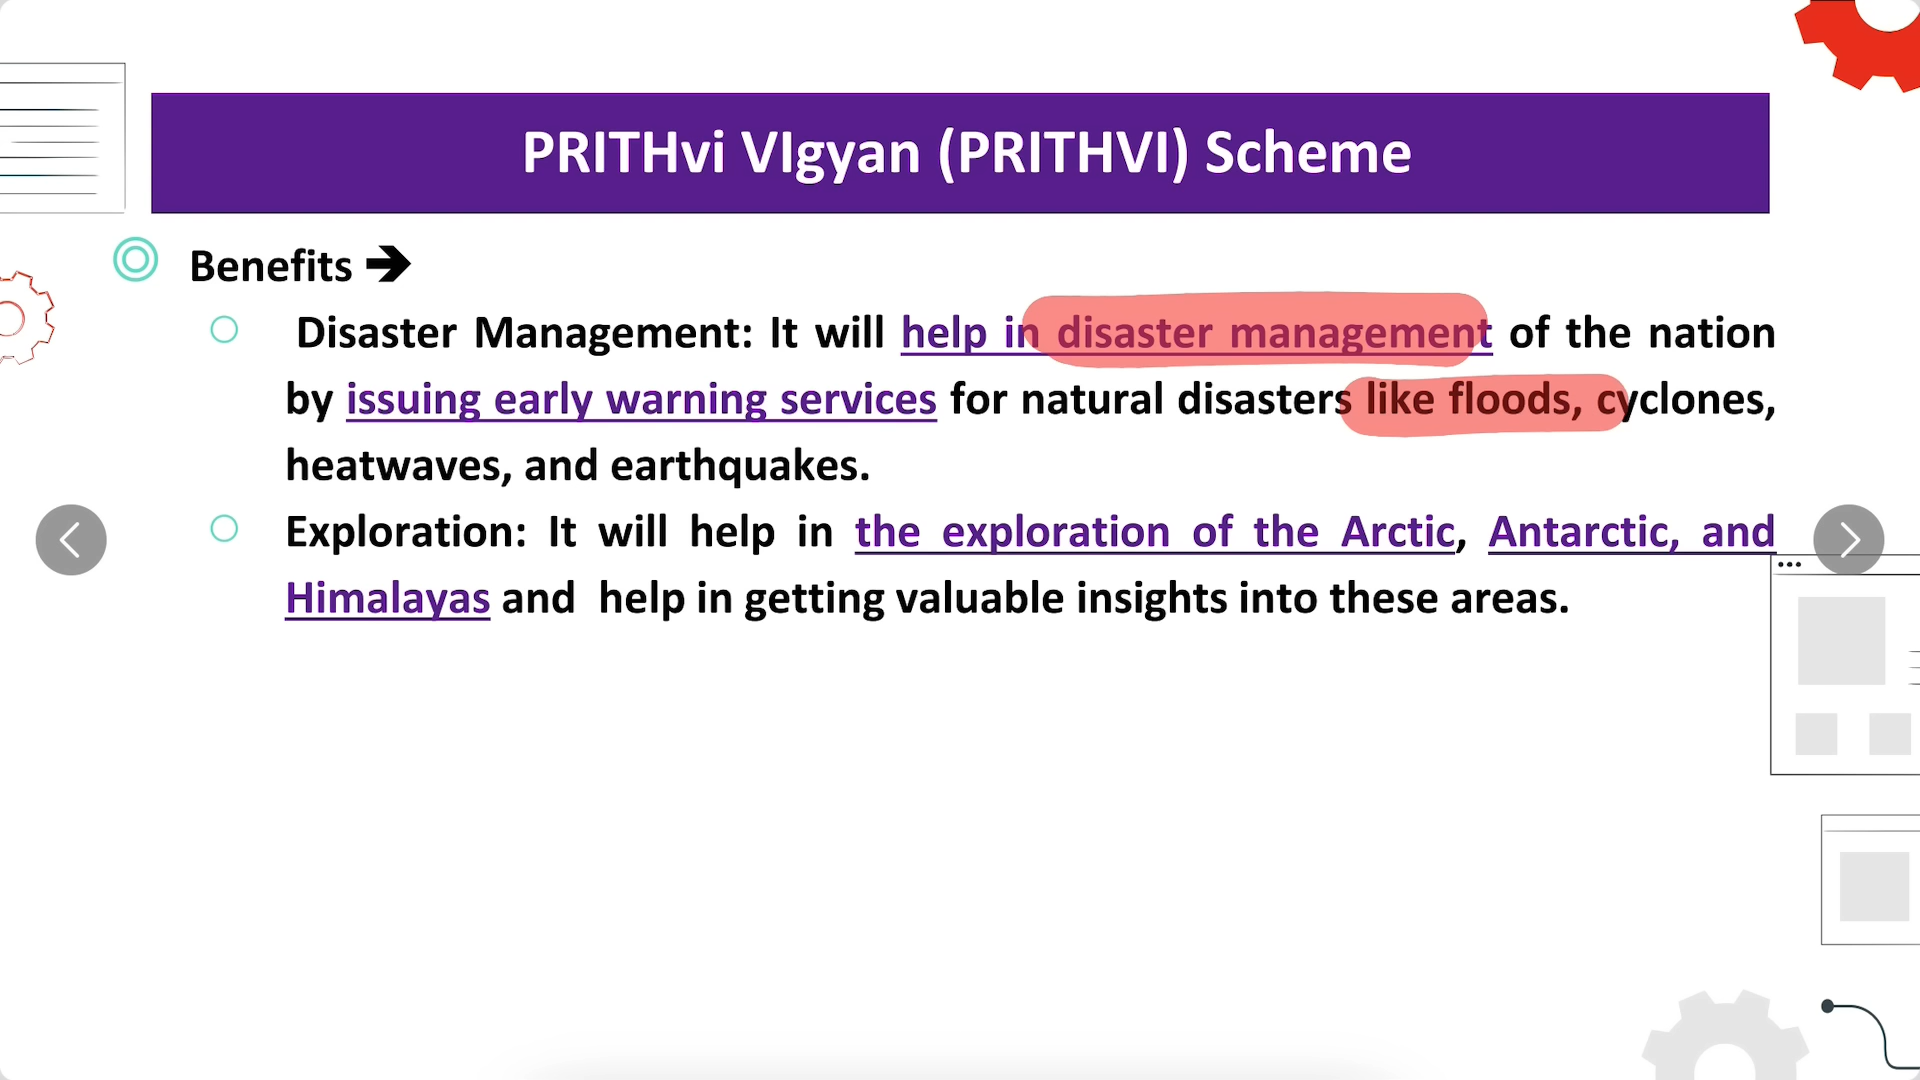 PRITHvi VIgyan (PRITHVI) Scheme
Benefits ➔
Disaster Management: It will help in disaster management of the nation
by issuing early warning services for natural disasters like floods, cyclones,
heatwaves, and earthquakes.
Exploration: It will help in the exploration of the Arctic, Antarctic, and
Himalayas and help in getting valuable insights into these areas.